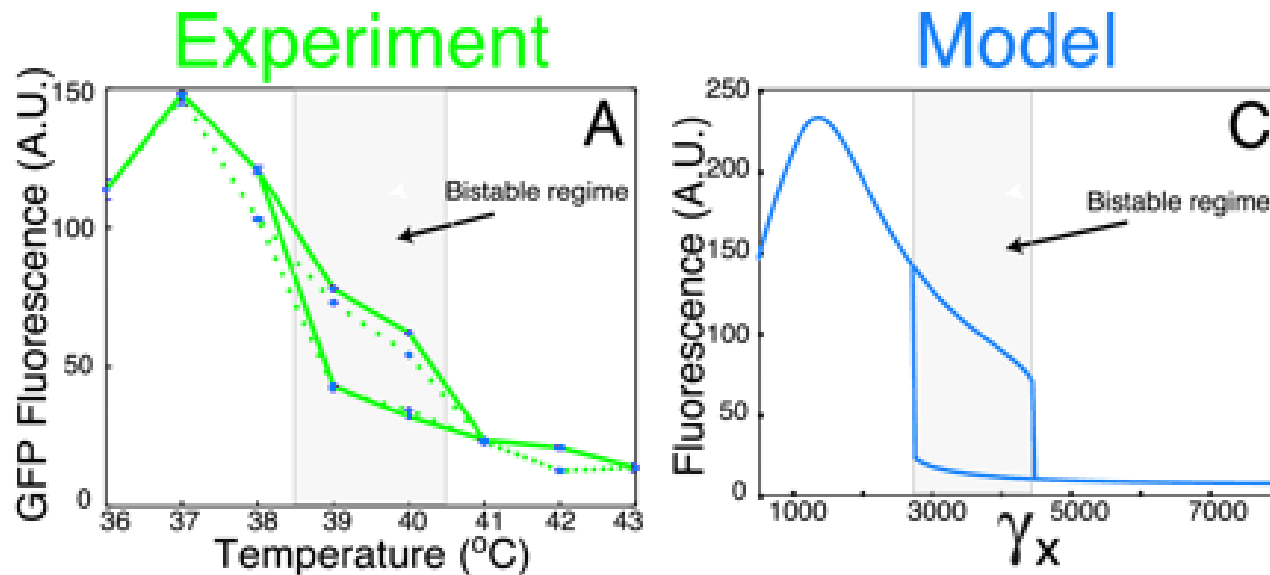 Experiment
Model
GFP Fluorescence (A.U.)
150
100
50
0
A
Bistable regime
36 37 38 39 40 41 42 43
Temperature (°C)
Fluorescence (A.U.)
250
200
150
100
50
0
C
Bistable regime
1000 3000 5000 7000
γx